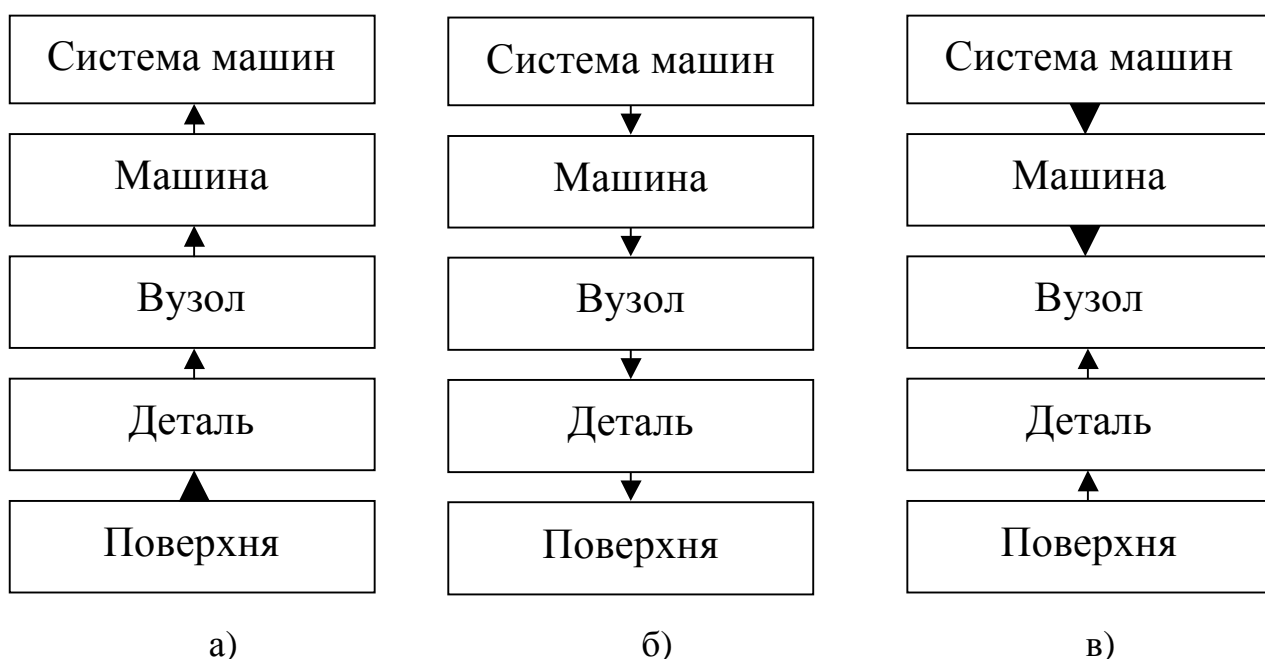 Система машин
Машина
Вузол
Деталь
Поверхня
а)
Система машин
Машина
Вузол
Деталь
Поверхня
б)
Система машин
Машина
Вузол
Деталь
Поверхня
в)